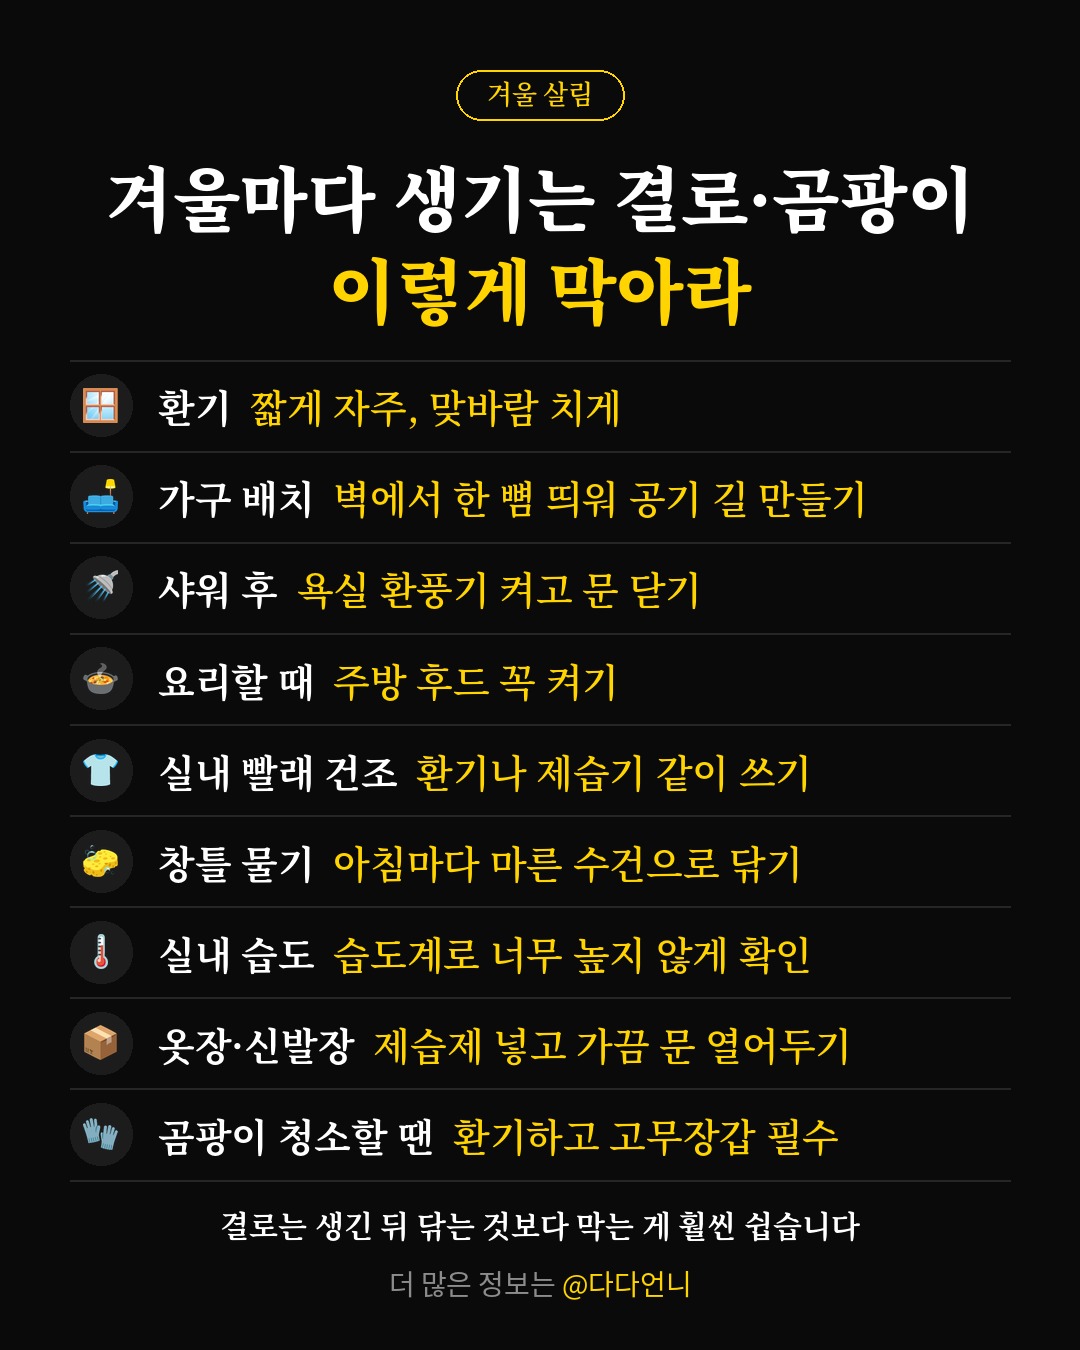 겨울 살림
겨울마다 생기는 결로·곰팡이
이렇게 막아라
환기 짧게 자주, 맞바람 치게
가구 배치 벽에서 한 뼘 띄워 공기 길 만들기
샤워 후 욕실 환풍기 켜고 문 닫기
요리할 때 주방 후드 꼭 켜기
실내 빨래 건조 환기나 제습기 같이 쓰기
창틀 물기 아침마다 마른 수건으로 닦기
실내 습도 습도계로 너무 높지 않게 확인
옷장·신발장 제습제 넣고 가끔 문 열어두기
곰팡이 청소할 땐 환기하고 고무장갑 필수
결로는 생긴 뒤 닦는 것보다 막는 게 훨씬 쉽습니다
더 많은 정보는 @다다언니